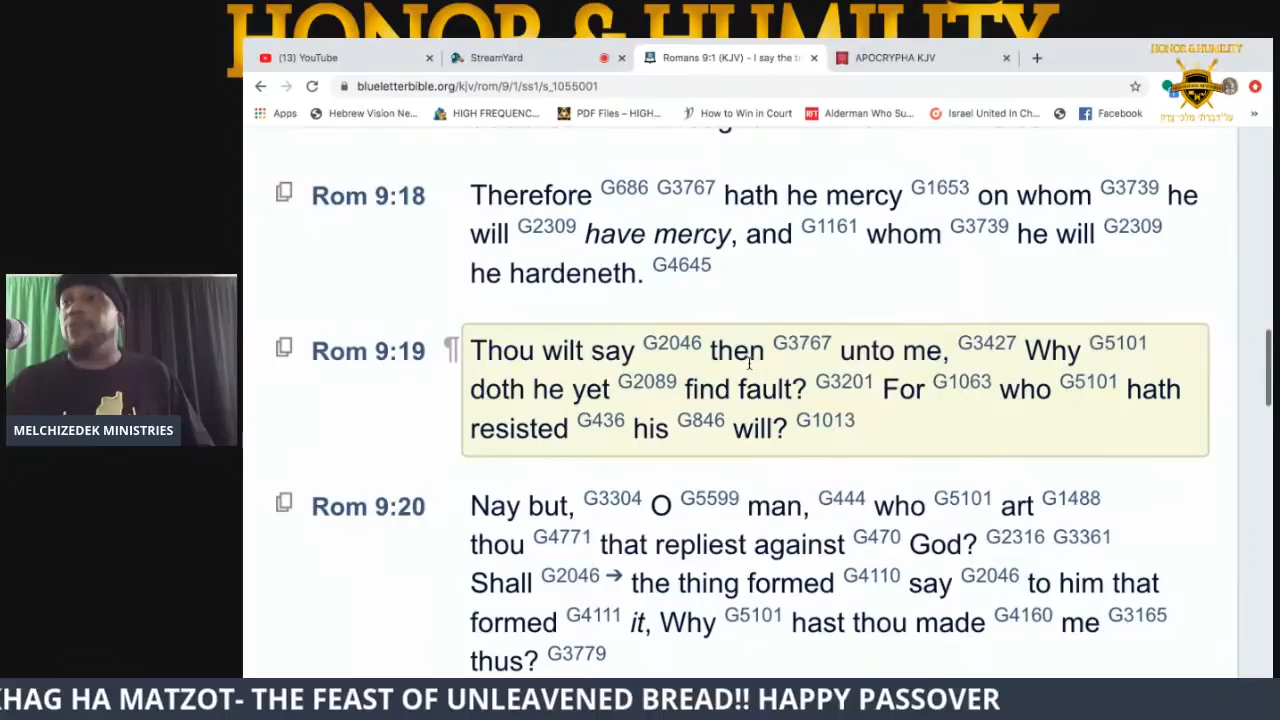 HONOR & HUMILITY
(13) YouTube
StreamYard
Romans 9:1 (KJV) - I say the t
APOCRYPHA KJV
HONOR & HUMILITY
blueletterbible.org/kjv/rom/9/1/ss1/s_1055001
Apps
Hebrew Vision Ne...
HIGH FREQUENC...
PDF Files – HIGH...
How to Win in Court
Alderman Who Su...
Israel United In Ch...
Facebook
»
Rom 9:18
Therefore G686 G3767 hath he mercy G1653 on whom G3739 he
will G2309 have mercy, and G1161 whom G3739 he will G2309
he hardeneth. G4645
Rom 9:19
¶ Thou wilt say G2046 then G3767 unto me, G3427 Why G5101
doth he yet G2089 find fault? G3201 For G1063 who G5101 hath
resisted G436 his G846 will? G1013
Rom 9:20
Nay but, G3304 O G5599 man, G444 who G5101 art G1488
thou G4771 that repliest against G470 God? G2316 G3361
Shall G2046 ➔ the thing formed G4110 say G2046 to him that
formed G4111 it, Why G5101 hast thou made G4160 me G3165
thus? G3779
MELCHIZEDEK MINISTRIES
KHAG HA MATZOT- THE FEAST OF UNLEAVENED BREAD!! HAPPY PASSOVER